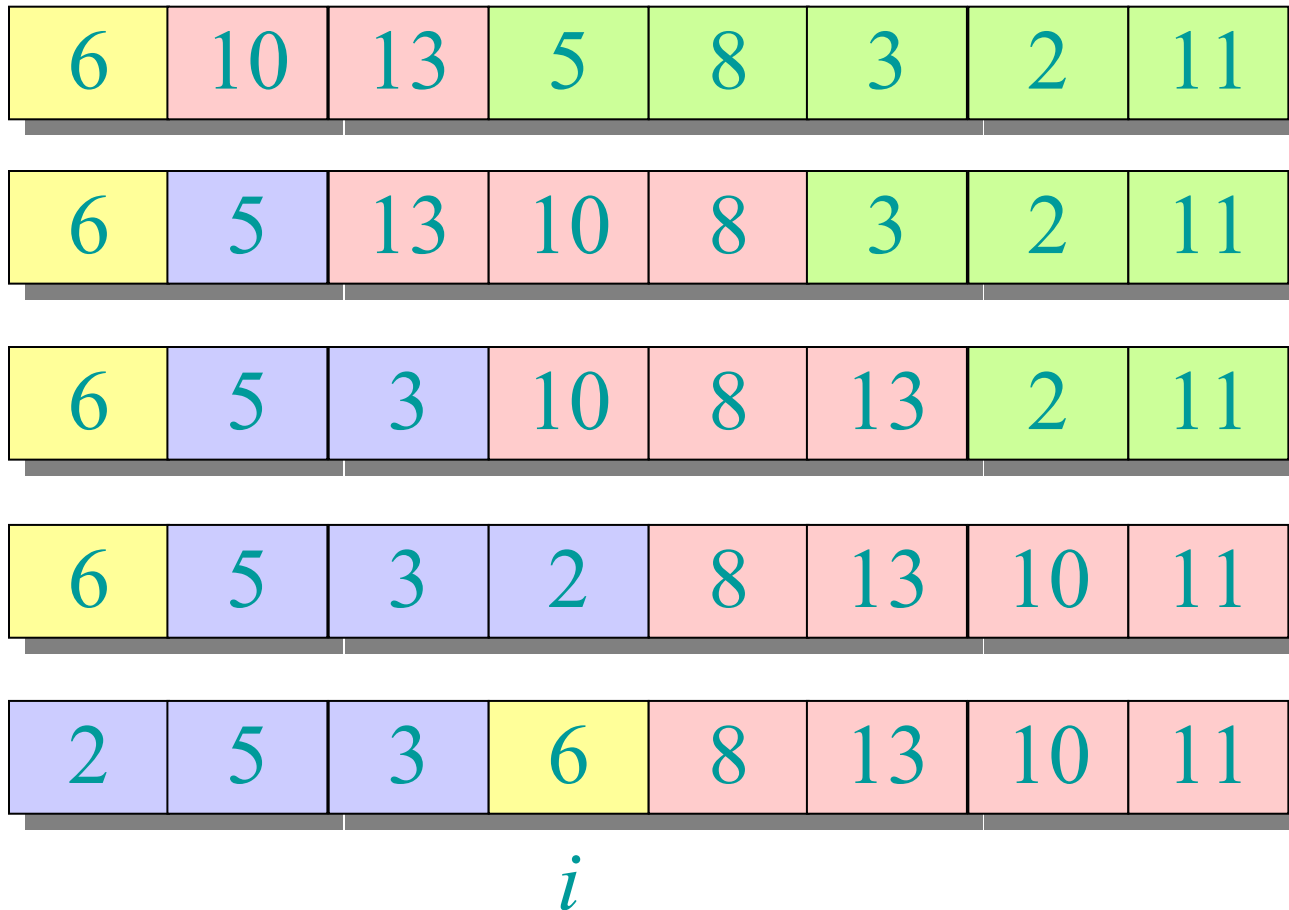 6 10 13 5 8 3 2 11
6 5 13 10 8 3 2 11
6 5 3 10 8 13 2 11
6 5 3 2 8 13 10 11
2 5 3 6 8 13 10 11
i